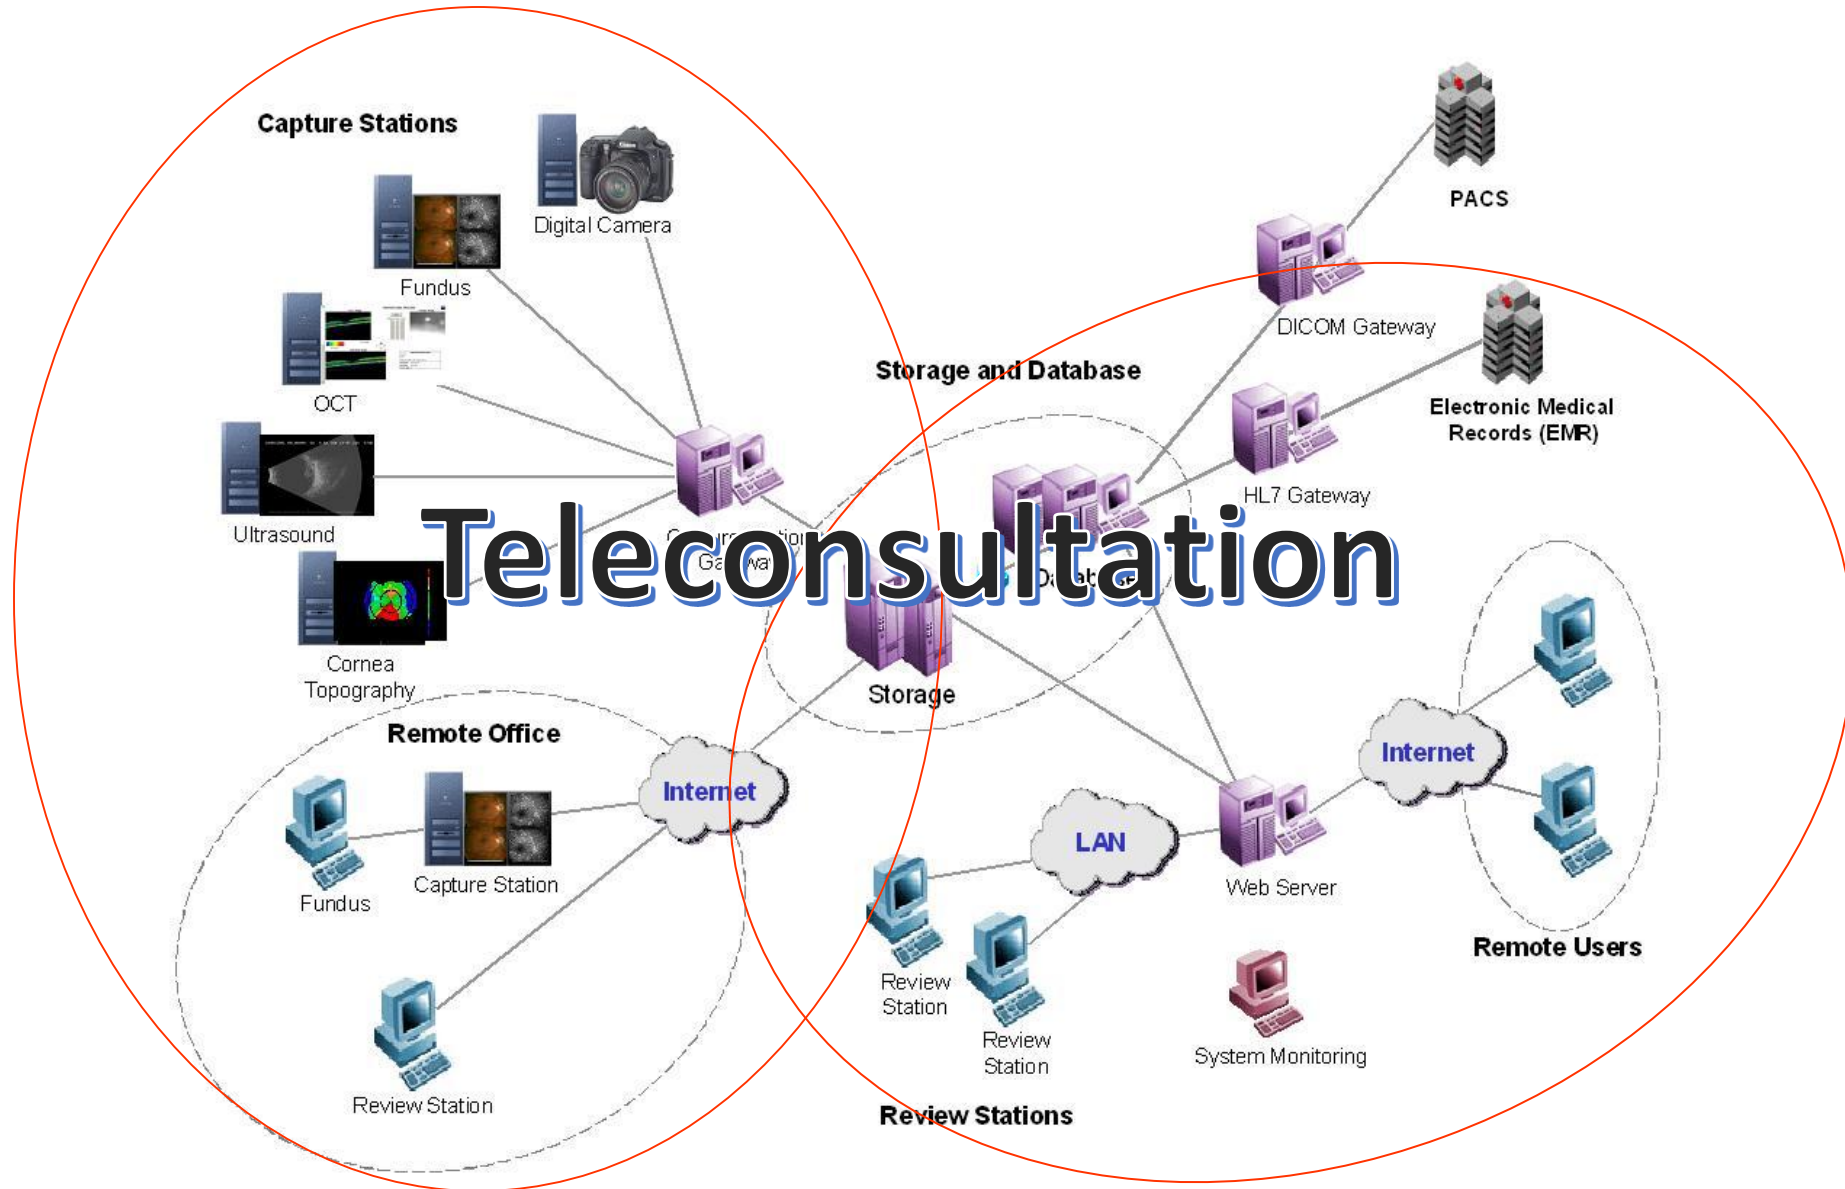 Capture Stations
Digital Camera
Fundus
OCT
Ultrasound
Cornea
Topography
PACS
DICOM Gateway
Storage and Database
Electronic Medical
Records (EMR)
HL7 Gateway
Teleconsultation
Storage
Remote Office
Internet
Fundus
Capture Station
Review Station
Internet
LAN
Web Server
Review
Station
Review
Station
Remote Users
System Monitoring
Review Stations